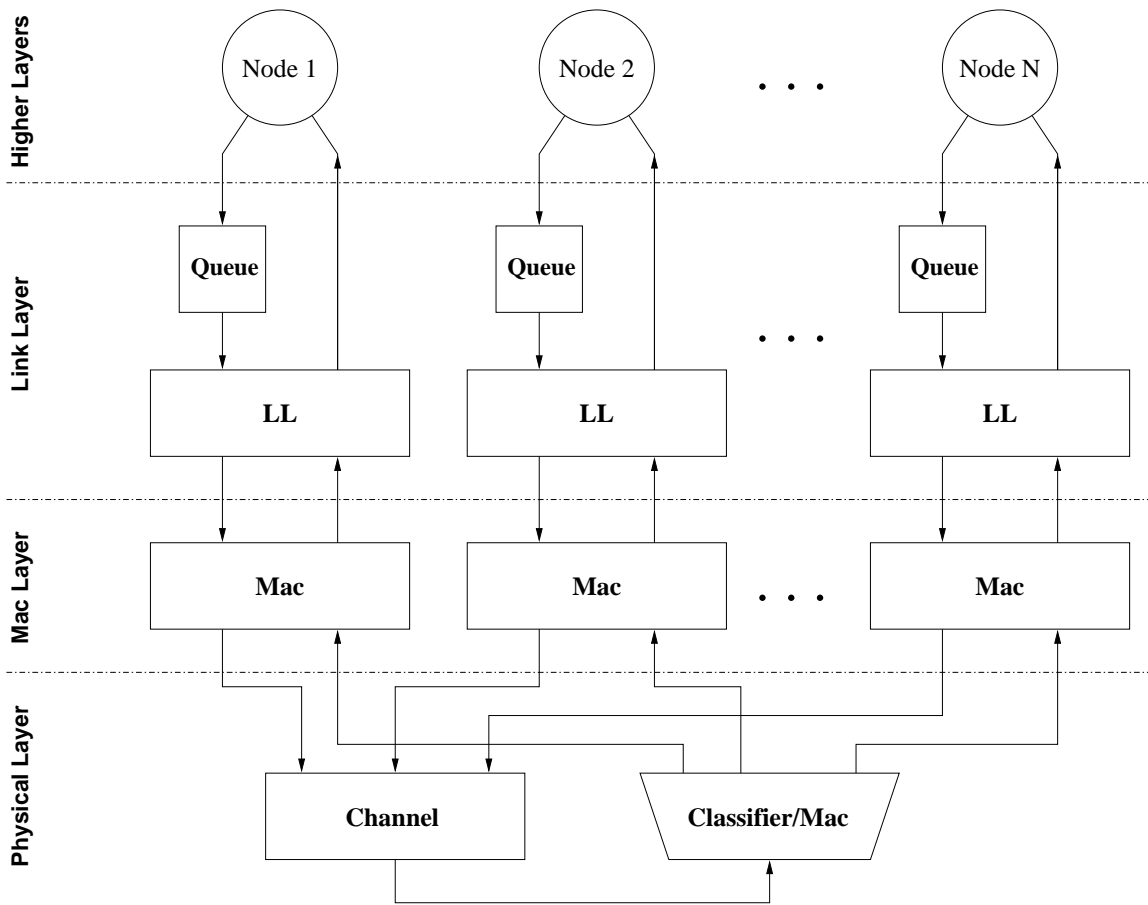 Higher Layers
Node 1
Node 2
. . .
Node N
Link Layer
Queue
Queue
Queue
. . .
LL
LL
LL
Mac Layer
Mac
Mac
. . .
Mac
Physical Layer
Channel
Classifier/Mac